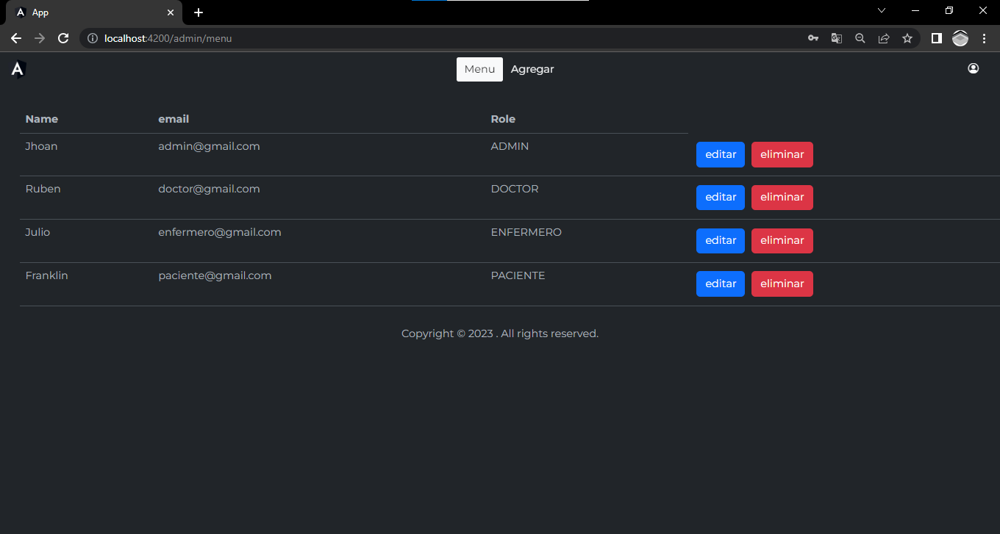 App
localhost:4200/admin/menu
A Menu Agregar
Name email Role
Jhoan admin@gmail.com ADMIN editar eliminar
Ruben doctor@gmail.com DOCTOR editar eliminar
Julio enfermero@gmail.com ENFERMERO editar eliminar
Franklin paciente@gmail.com PACIENTE editar eliminar
Copyright © 2023 . All rights reserved.